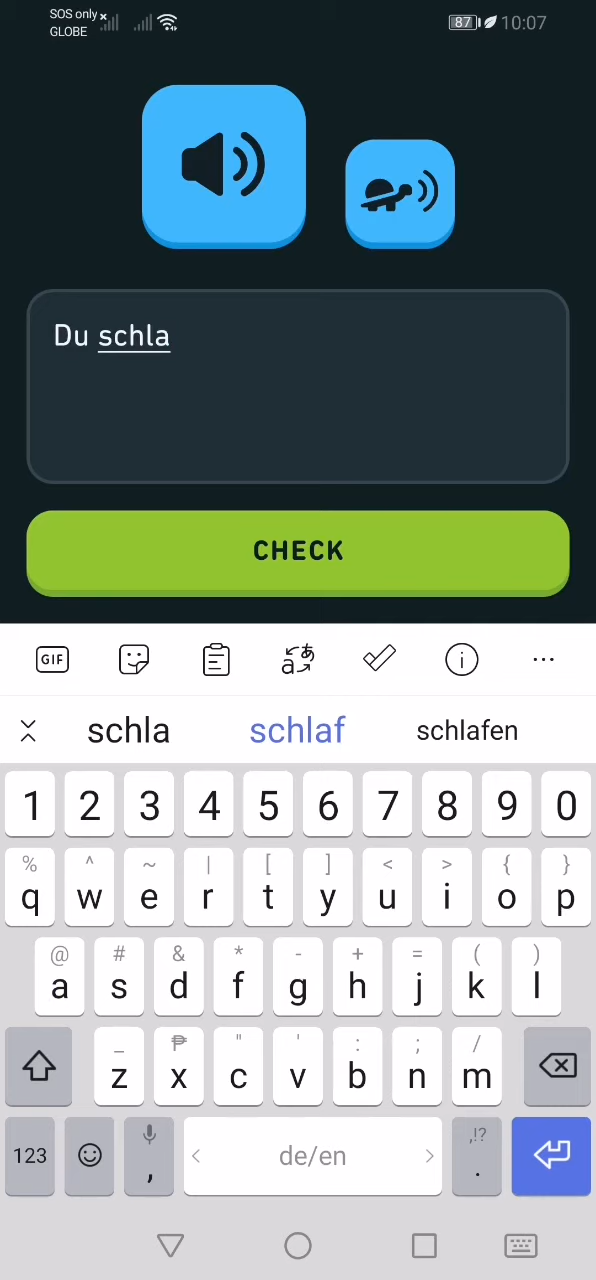 SOS only
GLOBE
87 10:07
Du schla
CHECK
GIF
schla schlaf schlafen
1 2 3 4 5 6 7 8 9 0
% ^ ~ | [ ] < > { }
q w e r t y u i o p
@ # & * - + = ( )
a s d f g h j k l
_ ₱ " ' : ; /
z x c v b n m
,!?
123 , < de/en > .